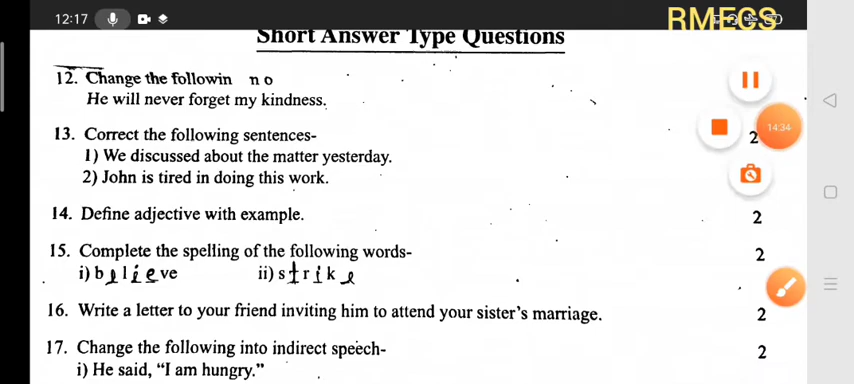 12:17
RMECS
Short Answer Type Questions
12. Change the followin n o
He will never forget my kindness.
14:34
13. Correct the following sentences- 2
1) We discussed about the matter yesterday.
2) John is tired in doing this work.
14. Define adjective with example. 2
15. Complete the spelling of the following words- 2
i) believe ii) strike
16. Write a letter to your friend inviting him to attend your sister's marriage. 2
17. Change the following into indirect speech- 2
i) He said, "I am hungry."